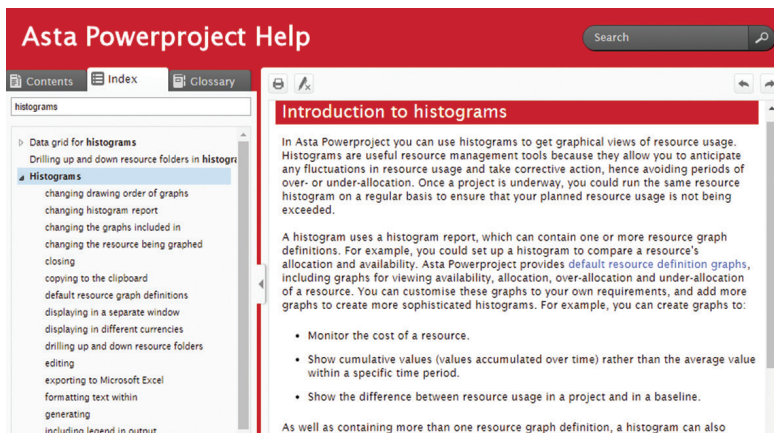 Asta Powerproject Help
Search
Contents
Index
Glossary
histograms
Data grid for histograms
Drilling up and down resource folders in histogra
Histograms
changing drawing order of graphs
changing histogram report
changing the graphs included in
changing the resource being graphed
closing
copying to the clipboard
default resource graph definitions
displaying in a separate window
displaying in different currencies
drilling up and down resource folders
editing
exporting to Microsoft Excel
formatting text within
generating
including legend in output
Introduction to histograms
In Asta Powerproject you can use histograms to get graphical views of resource usage.
Histograms are useful resource management tools because they allow you to anticipate
any fluctuations in resource usage and take corrective action, hence avoiding periods of
over- or under-allocation. Once a project is underway, you could run the same resource
histogram on a regular basis to ensure that your planned resource usage is not being
exceeded.
A histogram uses a histogram report, which can contain one or more resource graph
definitions. For example, you could set up a histogram to compare a resource's
allocation and availability. Asta Powerproject provides default resource definition graphs,
including graphs for viewing availability, allocation, over-allocation and under-allocation
of a resource. You can customise these graphs to your own requirements, and add more
graphs to create more sophisticated histograms. For example, you can create graphs to:
• Monitor the cost of a resource.
• Show cumulative values (values accumulated over time) rather than the average value
within a specific time period.
• Show the difference between resource usage in a project and in a baseline.
As well as containing more than one resource graph definition, a histogram can also